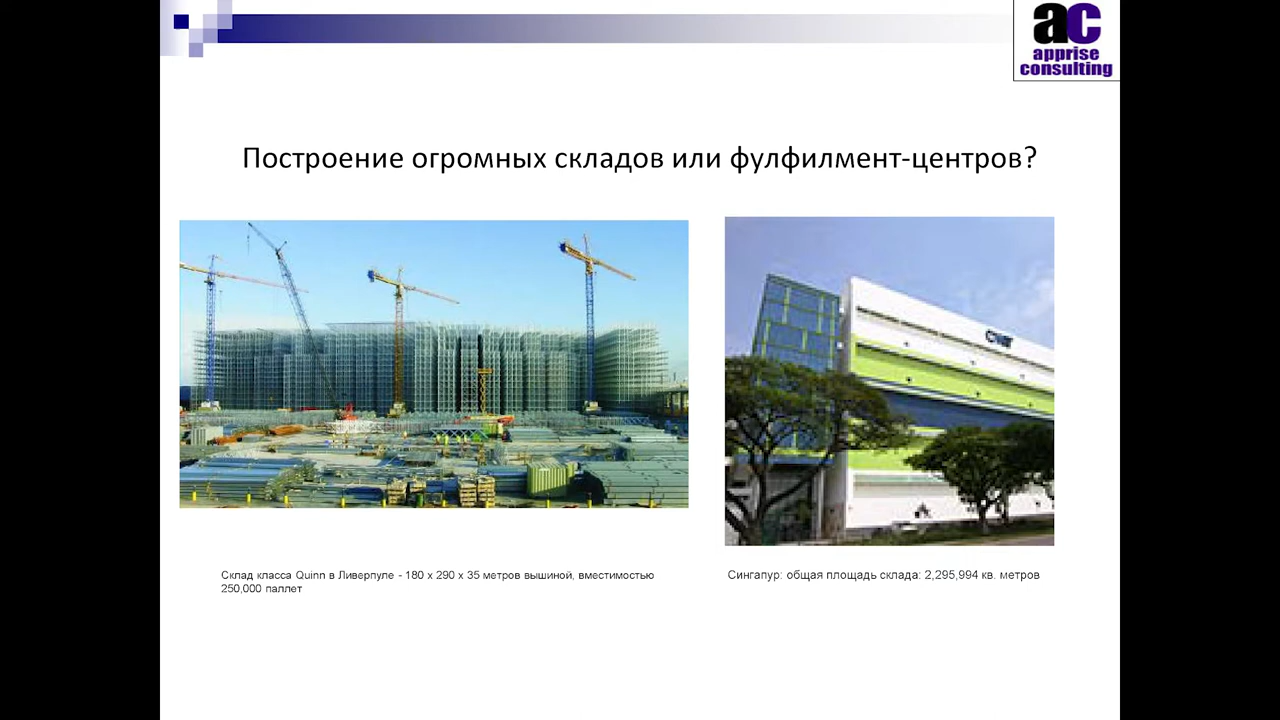 ac
apprise
consulting
Построение огромных складов или фулфилмент-центров?
Склад класса Quinn в Ливерпуле - 180 x 290 x 35 метров вышиной, вместимостью
250,000 паллет
Сингапур: общая площадь склада: 2,295,994 кв. метров